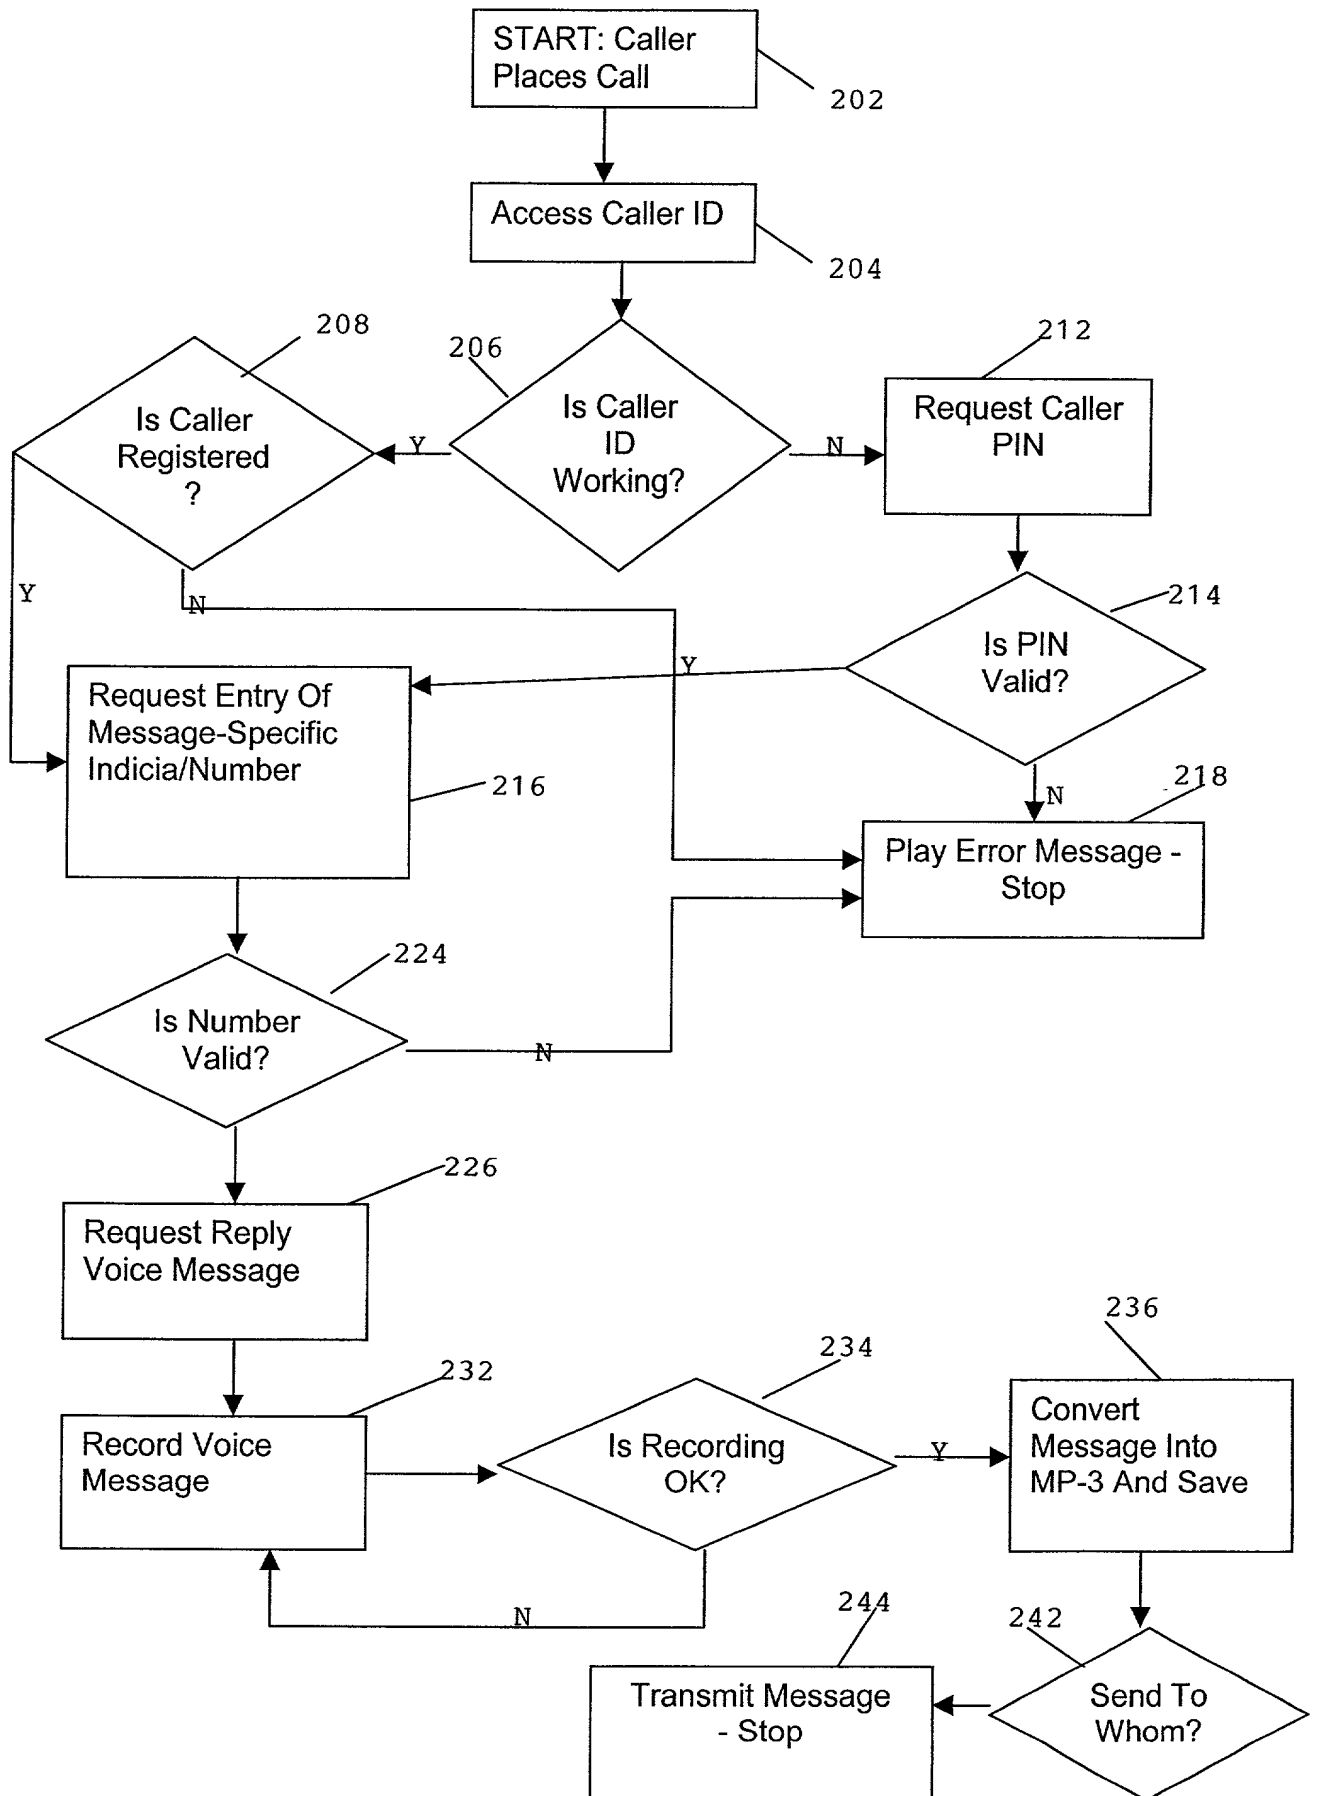 START: Caller
Places Call
202
Access Caller ID
204
208
206
212
Is Caller
Registered
?
Y
Is Caller
ID
Working?
N
Request Caller
PIN
Y
N
214
Is PIN
Valid?
Y
Request Entry Of
Message-Specific
Indicia/Number
216
N
218
Play Error Message -
Stop
224
Is Number
Valid?
N
226
Request Reply
Voice Message
232
Record Voice
Message
234
Is Recording
OK?
Y
N
236
Convert
Message Into
MP-3 And Save
242
Send To
Whom?
244
Transmit Message
- Stop